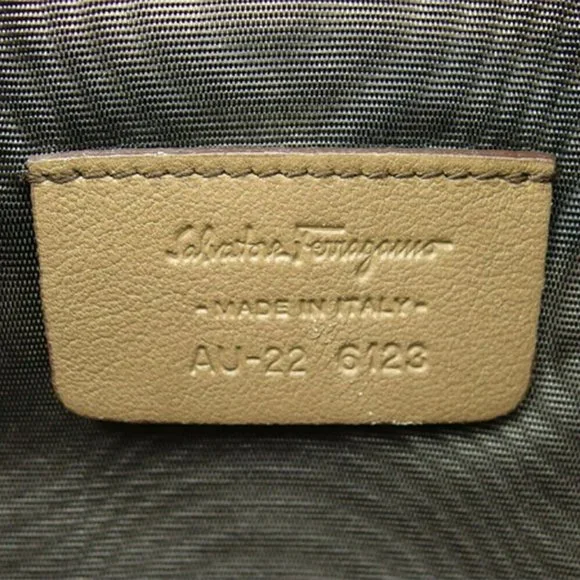 Salvatore Ferragamo
- MADE IN ITALY -
AU-22 6123